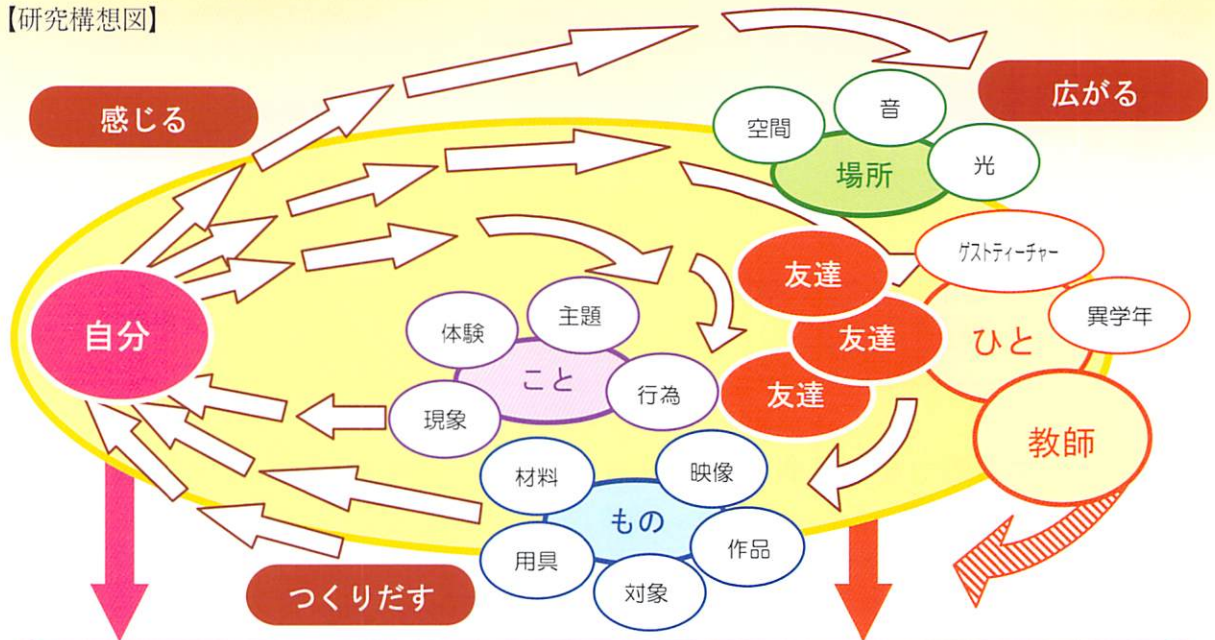 【研究構想図】
感じる
広がる
空間
音
光
場所
ゲストティーチャー
異学年
ひと
教師
友達
友達
友達
自分
体験
主題
こと
行為
現象
材料
映像
もの
用具
作品
対象
つくりだす